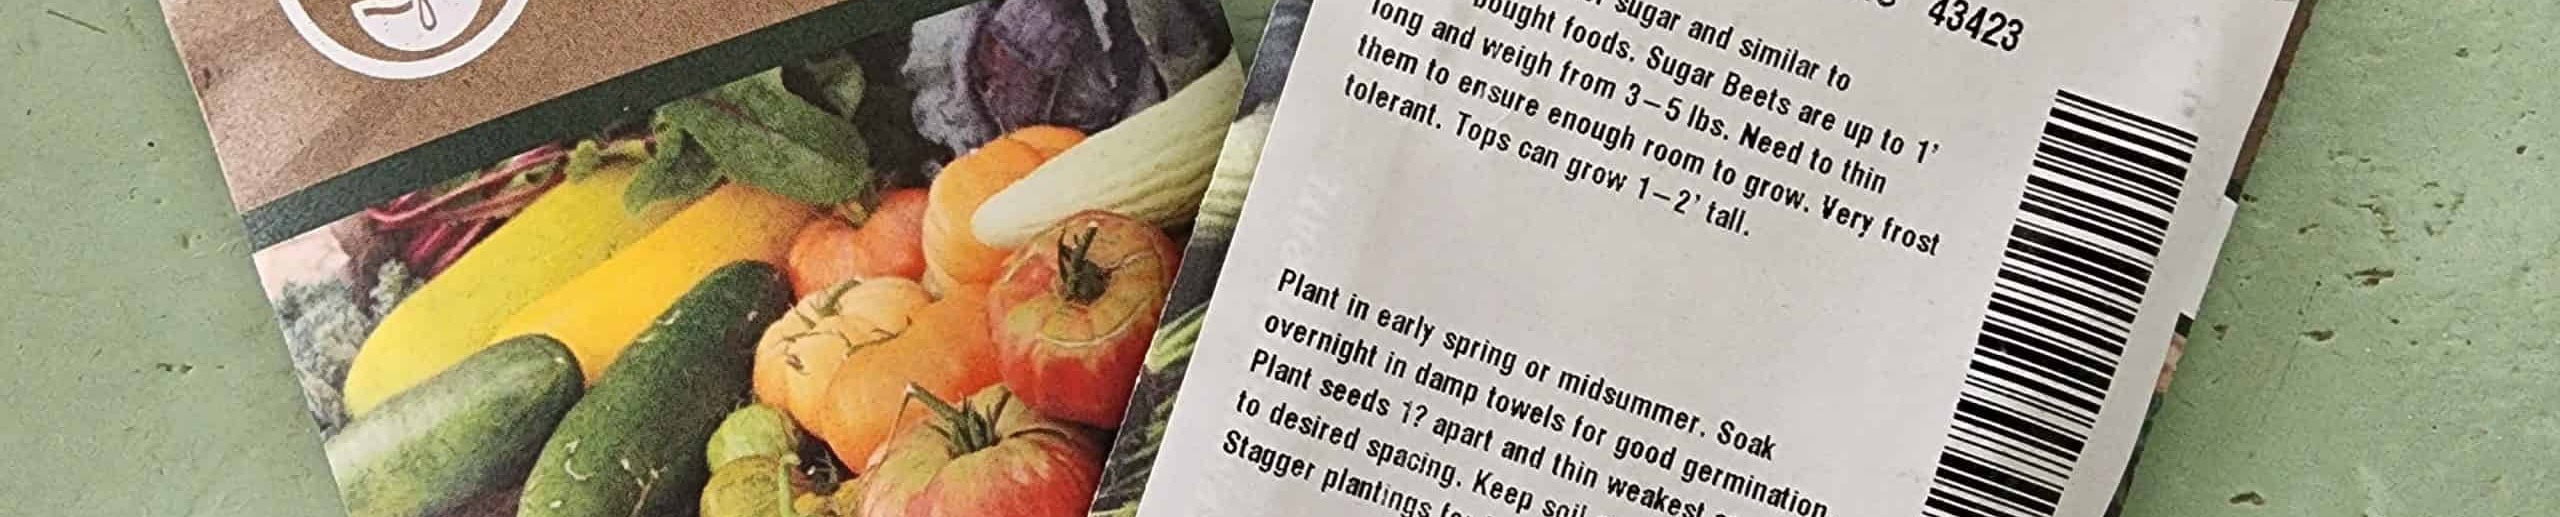 43423
sugar and similar to
bought foods. Sugar Beets are up to 1'
long and weigh from 3–5 lbs. Need to thin
them to ensure enough room to grow. Very frost
tolerant. Tops can grow 1–2' tall.
Plant in early spring or midsummer. Soak
overnight in damp towels for good germination
Plant seeds 1? apart and thin weakest
to desired spacing. Keep soil
Stagger plantings